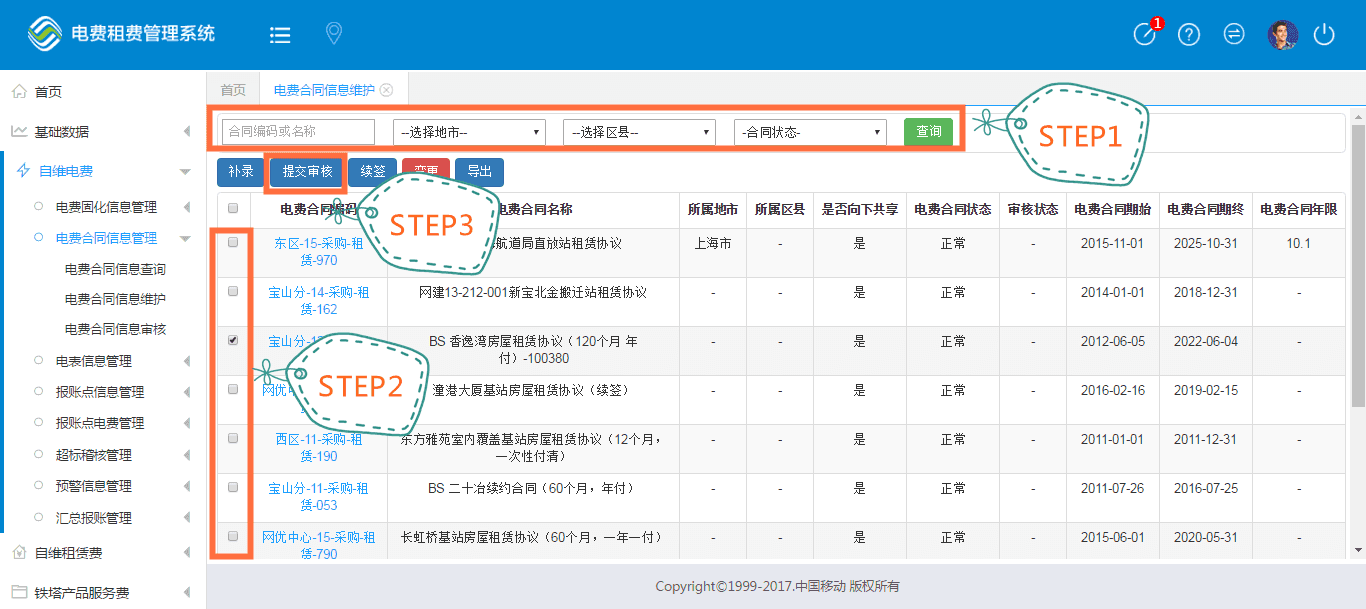 电费租费管理系统
1
首页
基础数据
自维电费
电费固化信息管理
电费合同信息管理
电费合同信息查询
电费合同信息维护
电费合同信息审核
电表信息管理
报账点信息管理
报账点电费管理
超标稽核管理
预警信息管理
汇总报账管理
自维租赁费
铁塔产品服务费
首页 电费合同信息维护
合同编码或名称 --选择地市-- --选择区县-- -合同状态- 查询
STEP1
补录 提交审核 续签 变更 导出
STEP3
电费合同编码 电费合同名称 所属地市 所属区县 是否向下共享 电费合同状态 审核状态 电费合同期始 电费合同期终 电费合同年限
东区-15-采购-租 航道局直放站租赁协议 上海市 - 是 正常 - 2015-11-01 2025-10-31 10.1
赁-970
宝山分-14-采购-租 网建13-212-001新宝北金搬迁站租赁协议 - - 是 正常 - 2014-01-01 2018-12-31 -
赁-162
宝山分-1 BS 香逸湾房屋租赁协议（120个月 年 - - 是 正常 - 2012-06-05 2022-06-04 -
付）-100380
STEP2
网优中 潼港大厦基站房屋租赁协议（续签） - - 是 正常 - 2016-02-16 2019-02-15 -
西区-11-采购-租 东方雅苑室内覆盖基站房屋租赁协议（12个月， - - 是 正常 - 2011-01-01 2011-12-31 -
赁-190 一次性付清）
宝山分-11-采购-租 BS 二十冶续约合同（60个月，年付） - - 是 正常 - 2011-07-26 2016-07-25 -
赁-053
网优中心-15-采购-租 长虹桥基站房屋租赁协议（60个月，一年一付） - - 是 正常 - 2015-06-01 2020-05-31 -
赁-790
Copyright©1999-2017.中国移动 版权所有